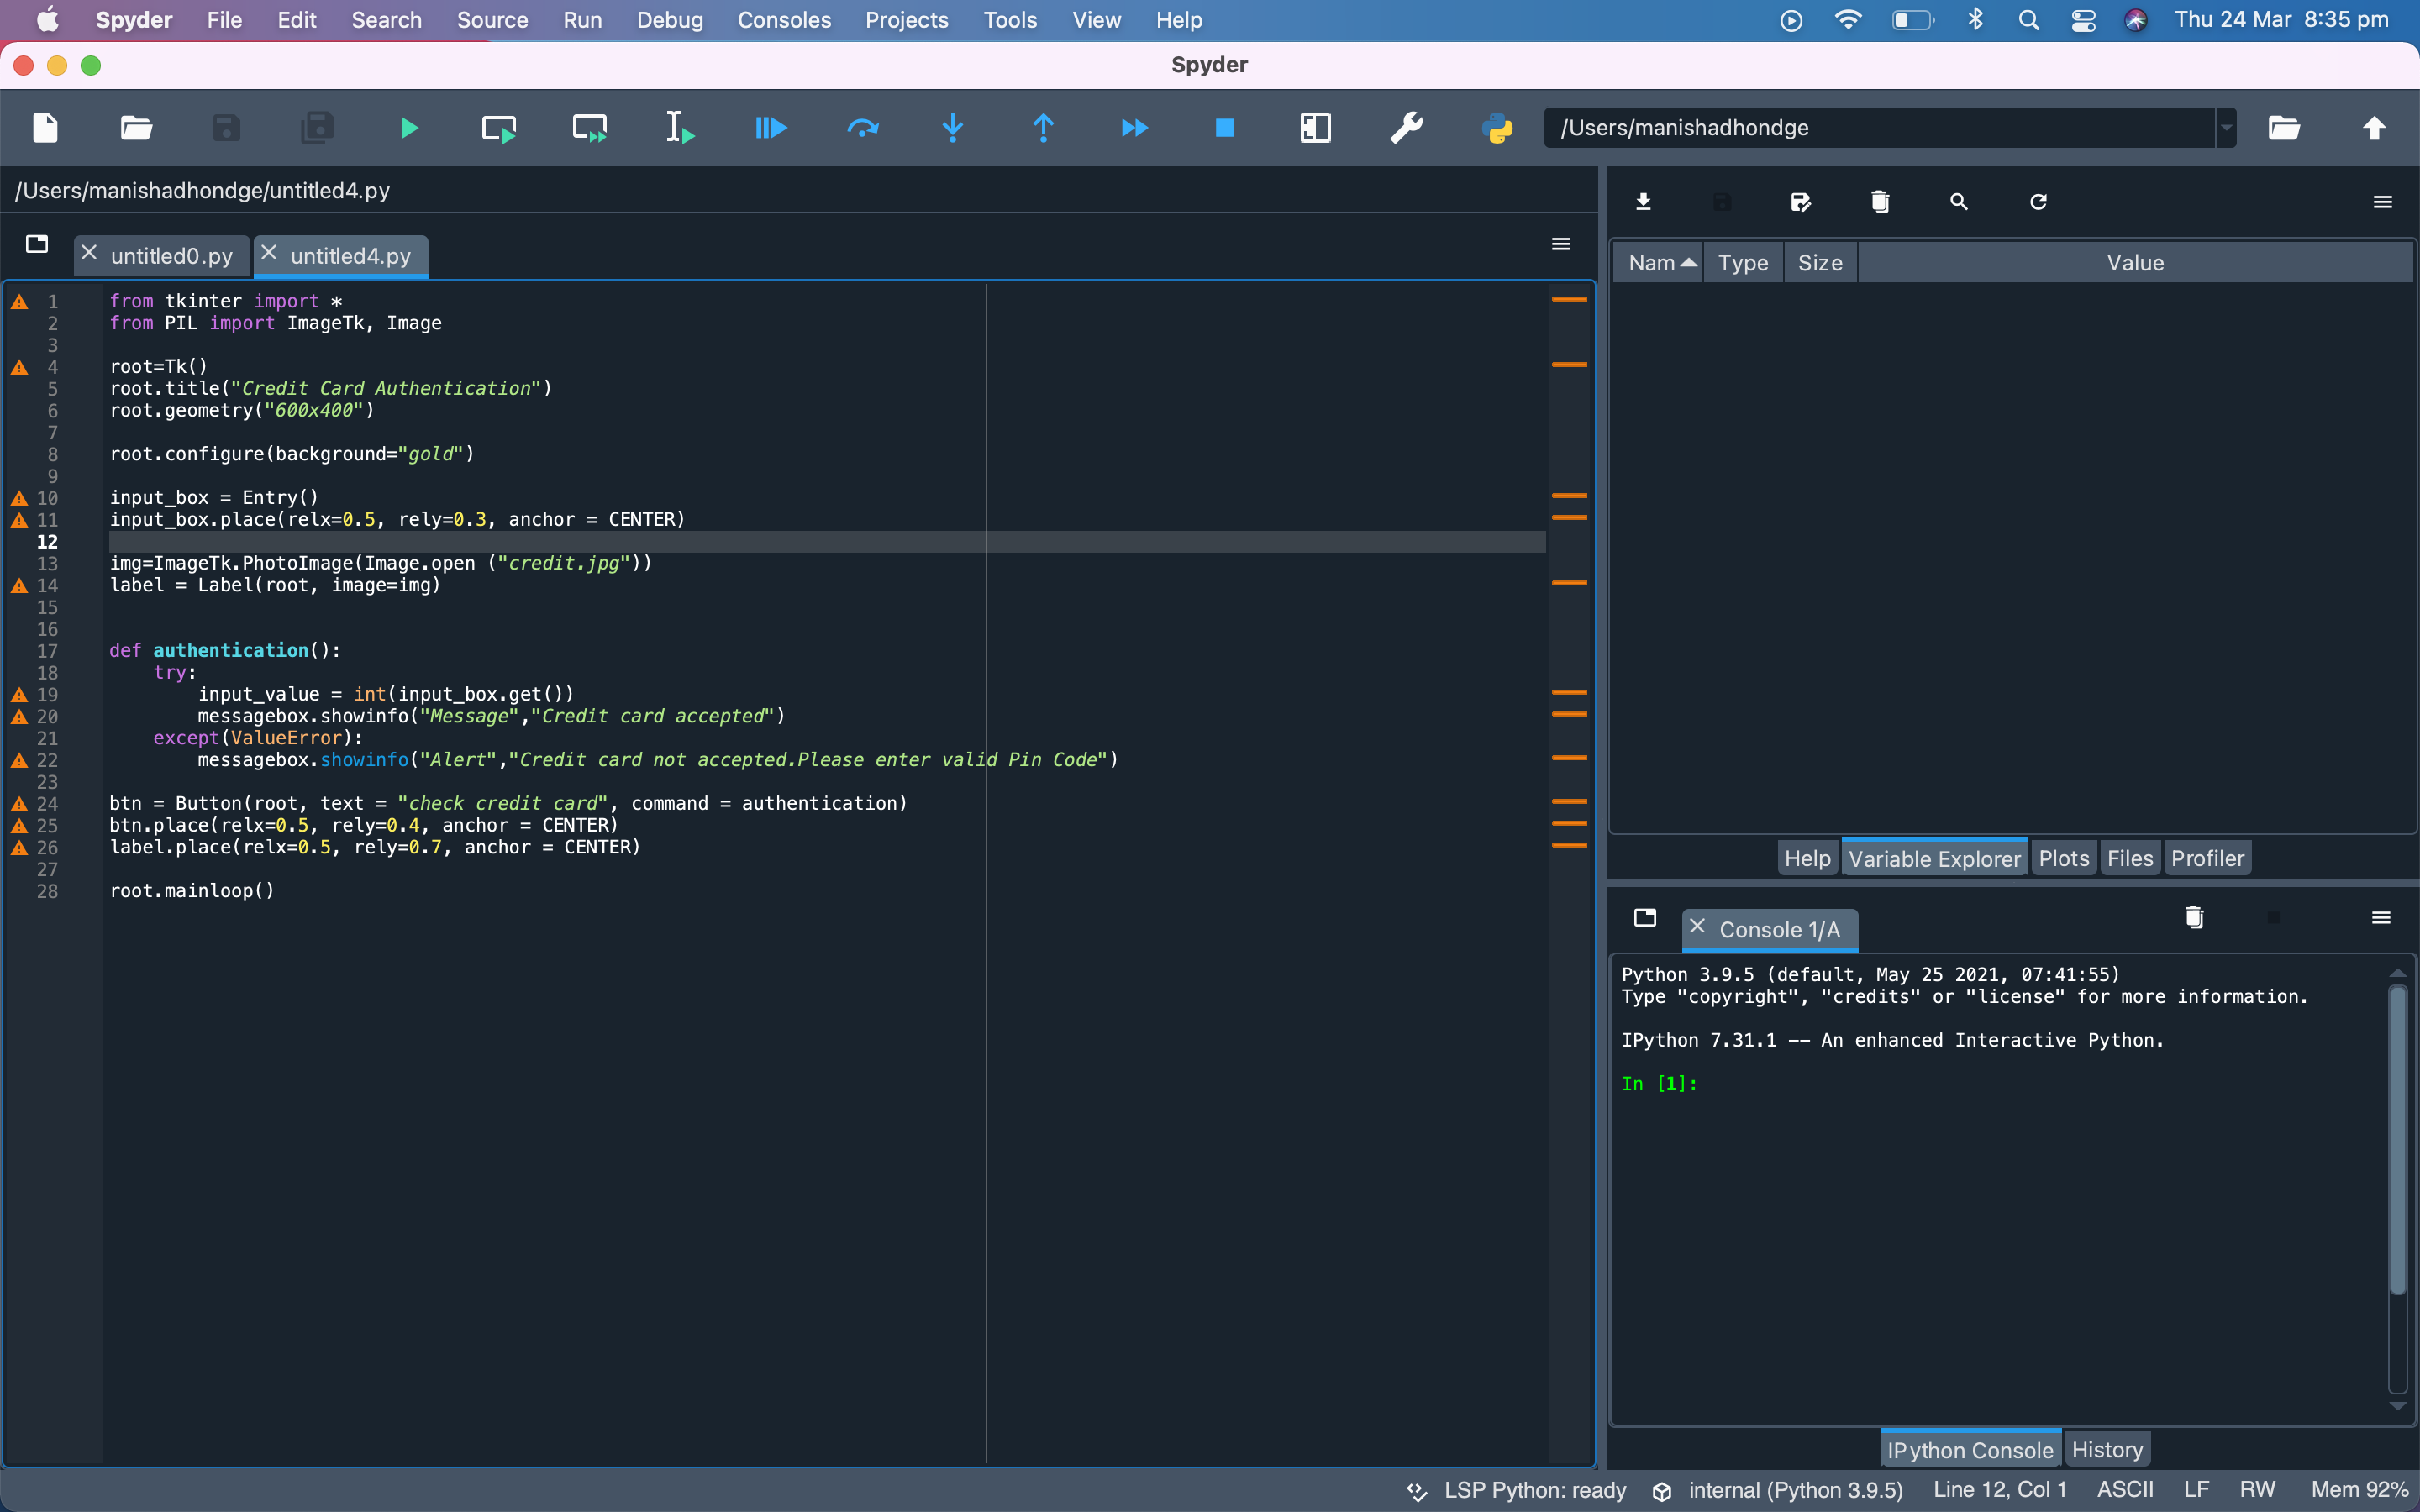 Spyder File Edit Search Source Run Debug Consoles Projects Tools View Help Thu 24 Mar 8:35 pm
Spyder
/Users/manishadhondge
/Users/manishadhondge/untitled4.py
untitled0.py untitled4.py
1 from tkinter import *
2 from PIL import ImageTk, Image
3
4 root=Tk()
5 root.title("Credit Card Authentication")
6 root.geometry("600x400")
7
8 root.configure(background="gold")
9
10 input_box = Entry()
11 input_box.place(relx=0.5, rely=0.3, anchor = CENTER)
12
13 img=ImageTk.PhotoImage(Image.open ("credit.jpg"))
14 label = Label(root, image=img)
15
16
17 def authentication():
18     try:
19         input_value = int(input_box.get())
20         messagebox.showinfo("Message","Credit card accepted")
21     except(ValueError):
22         messagebox.showinfo("Alert","Credit card not accepted.Please enter valid Pin Code")
23
24 btn = Button(root, text = "check credit card", command = authentication)
25 btn.place(relx=0.5, rely=0.4, anchor = CENTER)
26 label.place(relx=0.5, rely=0.7, anchor = CENTER)
27
28 root.mainloop()
Nam Type Size Value
Help Variable Explorer Plots Files Profiler
Console 1/A
Python 3.9.5 (default, May 25 2021, 07:41:55)
Type "copyright", "credits" or "license" for more information.
IPython 7.31.1 -- An enhanced Interactive Python.
In [1]:
IPython Console History
LSP Python: ready internal (Python 3.9.5) Line 12, Col 1 ASCII LF RW Mem 92%